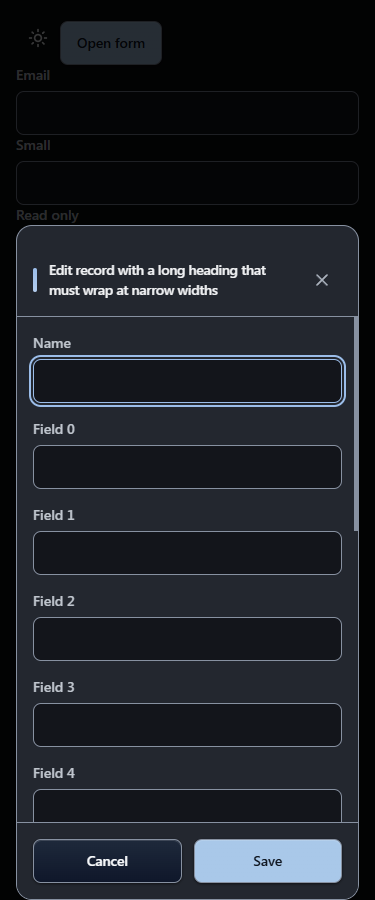 Open form
Email
Small
Read only
Edit record with a long heading that
must wrap at narrow widths
Name
Field 0
Field 1
Field 2
Field 3
Field 4
Cancel
Save